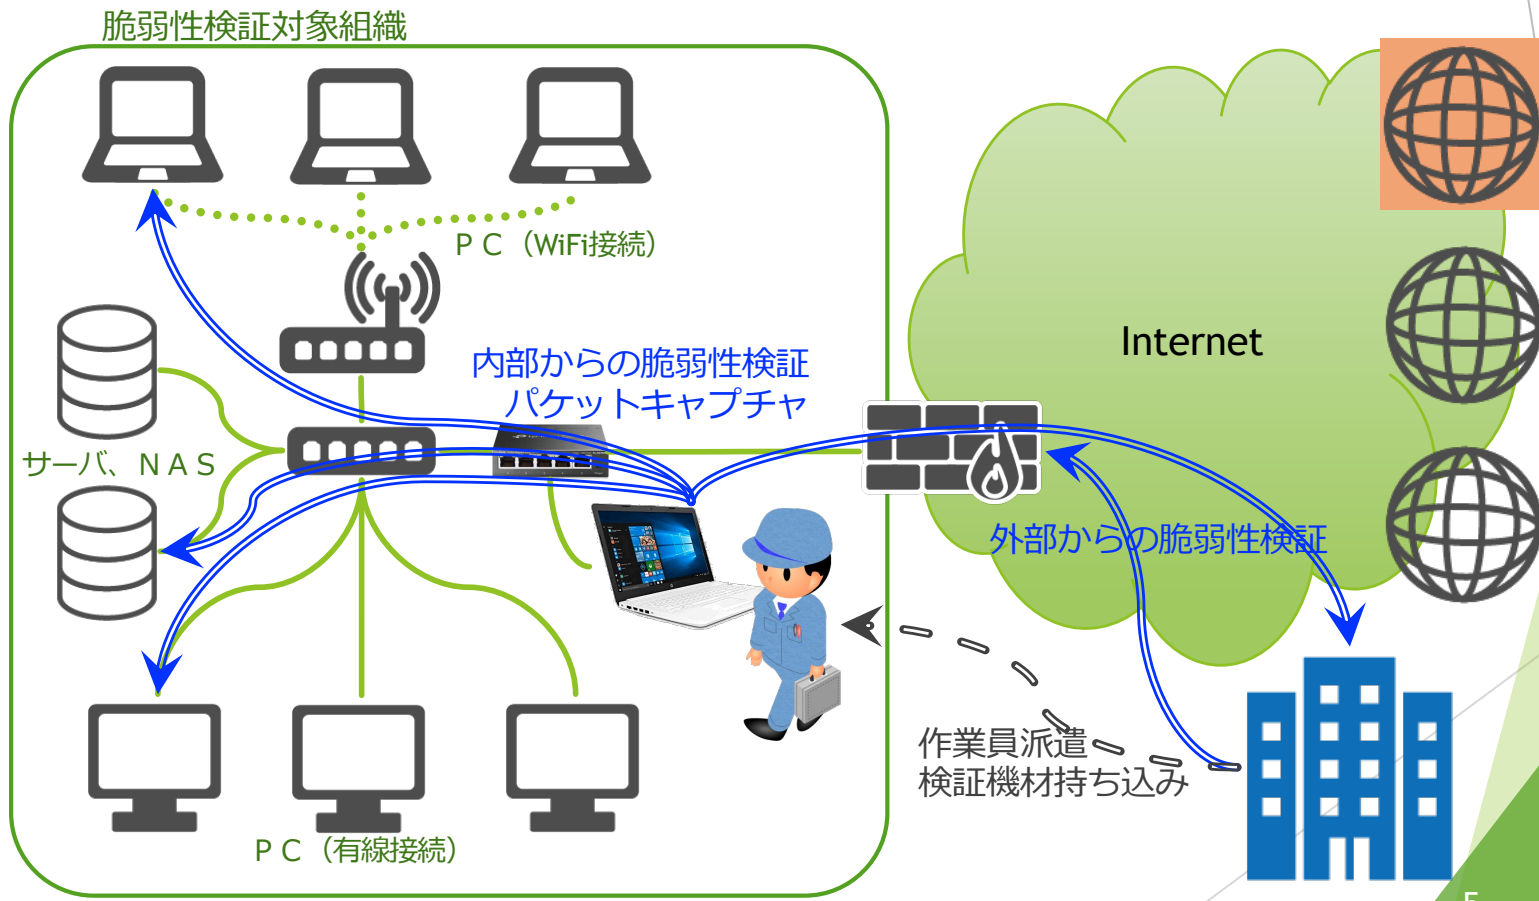 脆弱性検証対象組織
ＰＣ（WiFi接続）
内部からの脆弱性検証
パケットキャプチャ
Internet
サーバ、ＮＡＳ
外部からの脆弱性検証
作業員派遣
検証機材持ち込み
ＰＣ（有線接続）
5